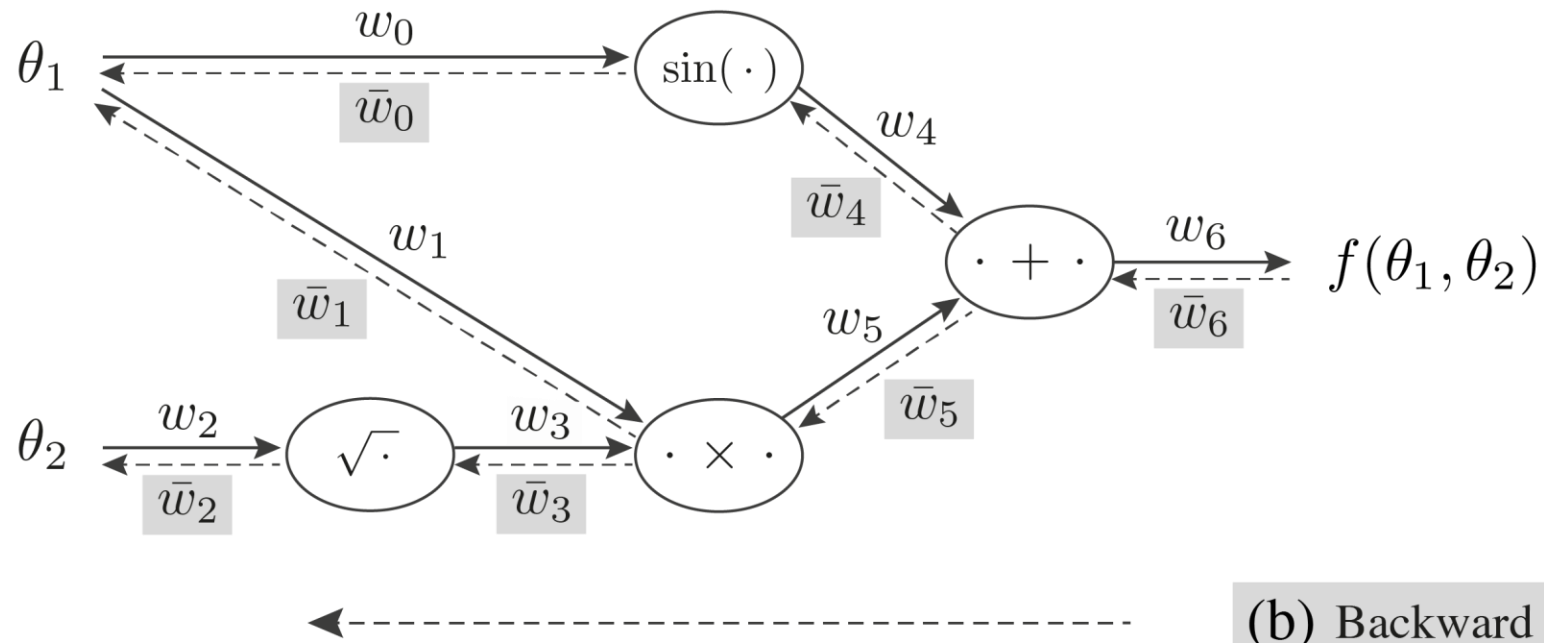 w₀
θ₁
sin( · )
w̄₀
w₄
w̄₄
w₁
w₆
· + ·
f(θ₁, θ₂)
w̄₁
w̄₆
w₅
w̄₅
w₂
w₃
θ₂
√·
· × ·
w̄₂
w̄₃
(b) Backward